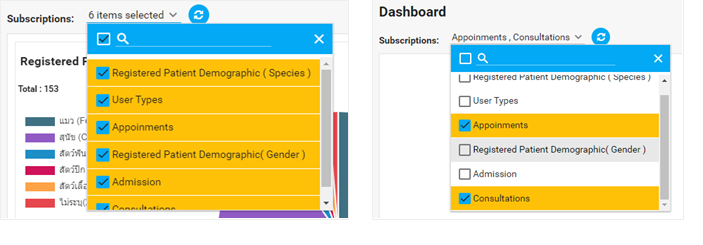 Subscriptions: 6 items selected
Registered P
Total : 153
แมว (Fe
สุนัข (C
สัตว์พัน
สัตว์ปีก
สัตว์เลื้
ไม่ระบุ(
Registered Patient Demographic ( Species )
User Types
Appoinments
Registered Patient Demographic( Gender )
Admission
Consultations
Dashboard
Subscriptions: Appoinments , Consultations
Registered Patient Demographic ( Species )
User Types
Appoinments
Registered Patient Demographic( Gender )
Admission
Consultations